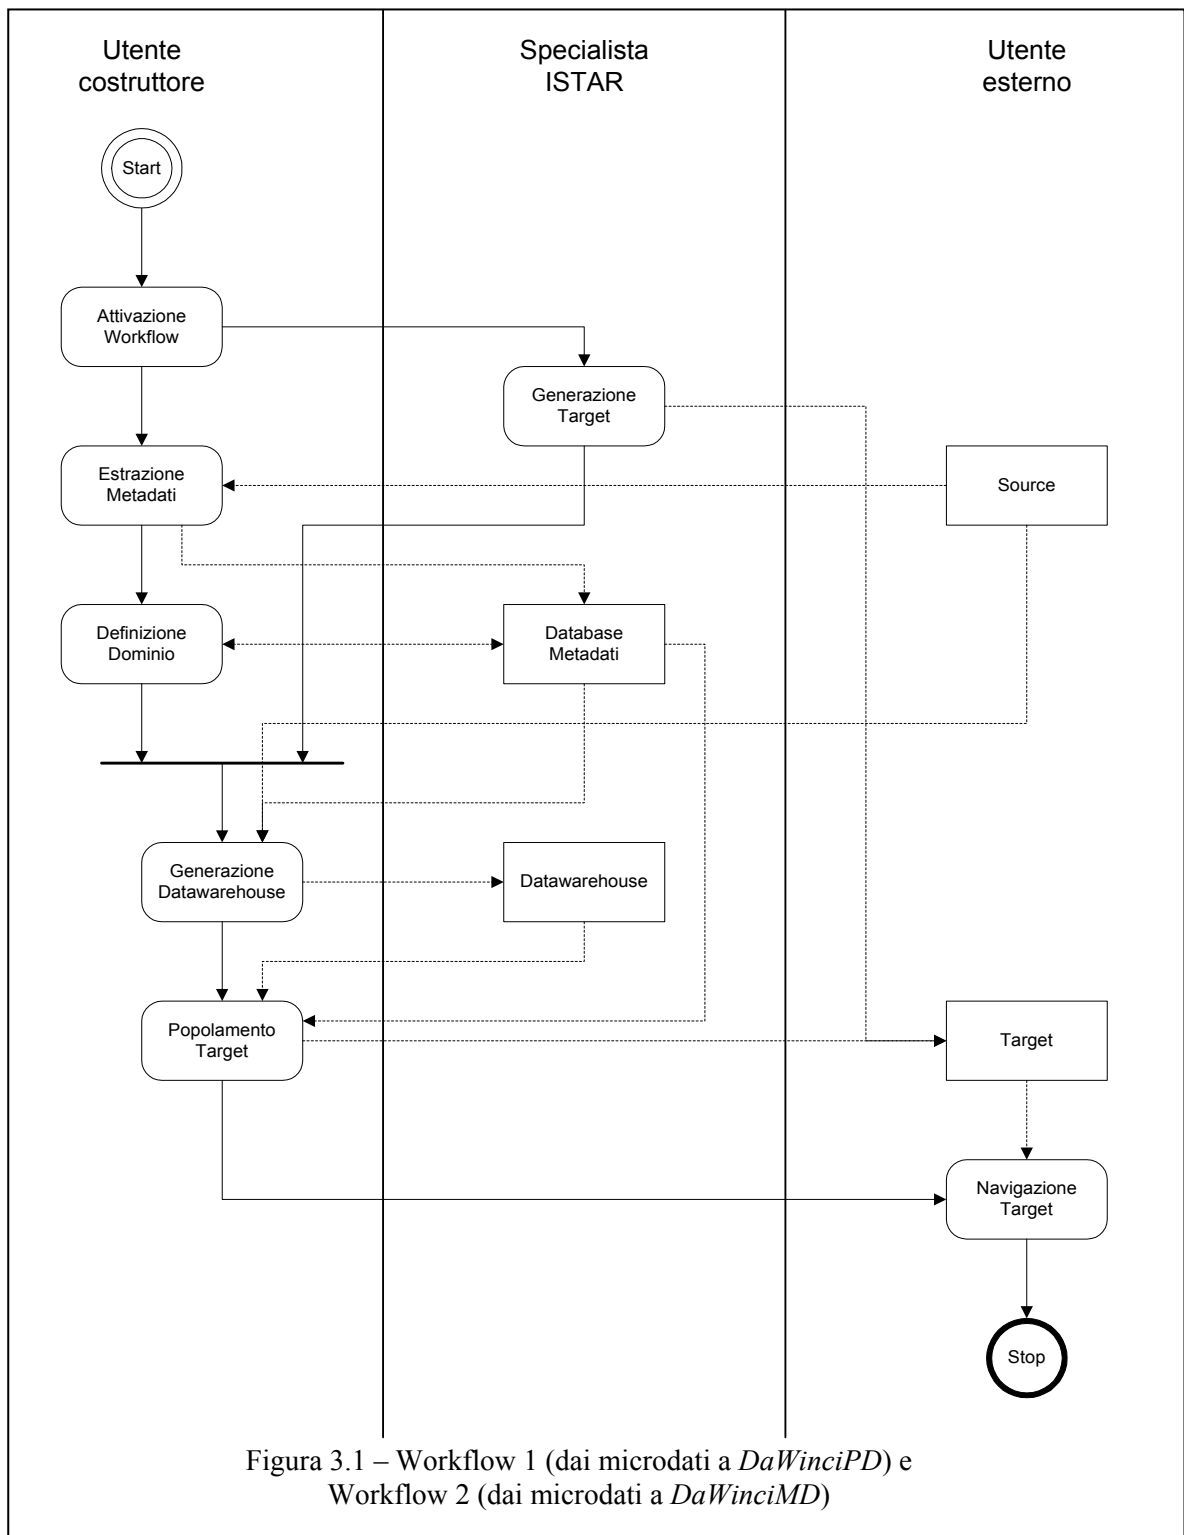 Utente
costruttore
Specialista
ISTAR
Utente
esterno
Start
Attivazione
Workflow
Generazione
Target
Estrazione
Metadati
Source
Definizione
Dominio
Database
Metadati
Generazione
Datawarehouse
Datawarehouse
Popolamento
Target
Target
Navigazione
Target
Stop
Figura 3.1 – Workflow 1 (dai microdati a DaWinciPD) e
Workflow 2 (dai microdati a DaWinciMD)